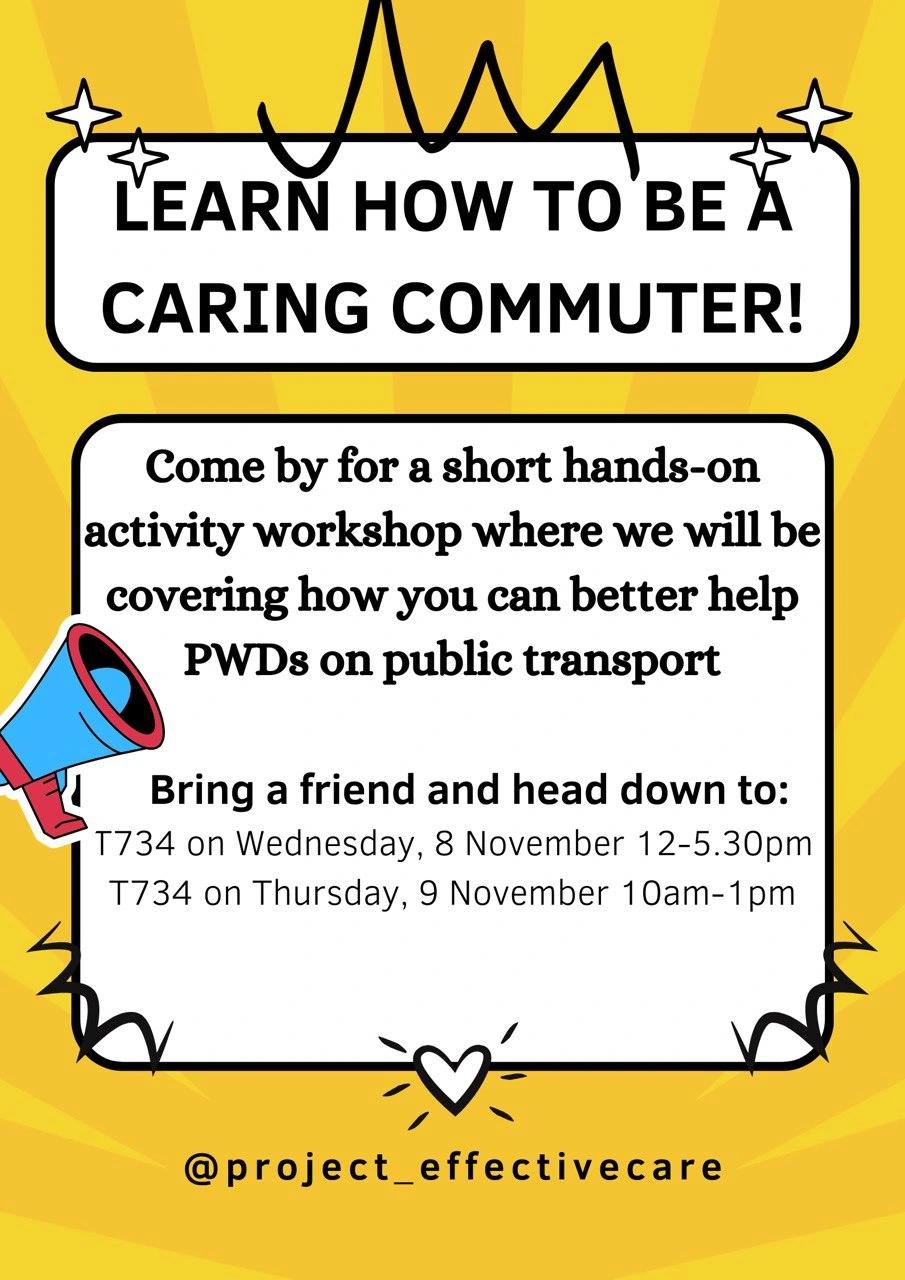 LEARN HOW TO BE A
CARING COMMUTER!
Come by for a short hands-on
activity workshop where we will be
covering how you can better help
PWDs on public transport
Bring a friend and head down to:
T734 on Wednesday, 8 November 12-5.30pm
T734 on Thursday, 9 November 10am-1pm
@project_effectivecare